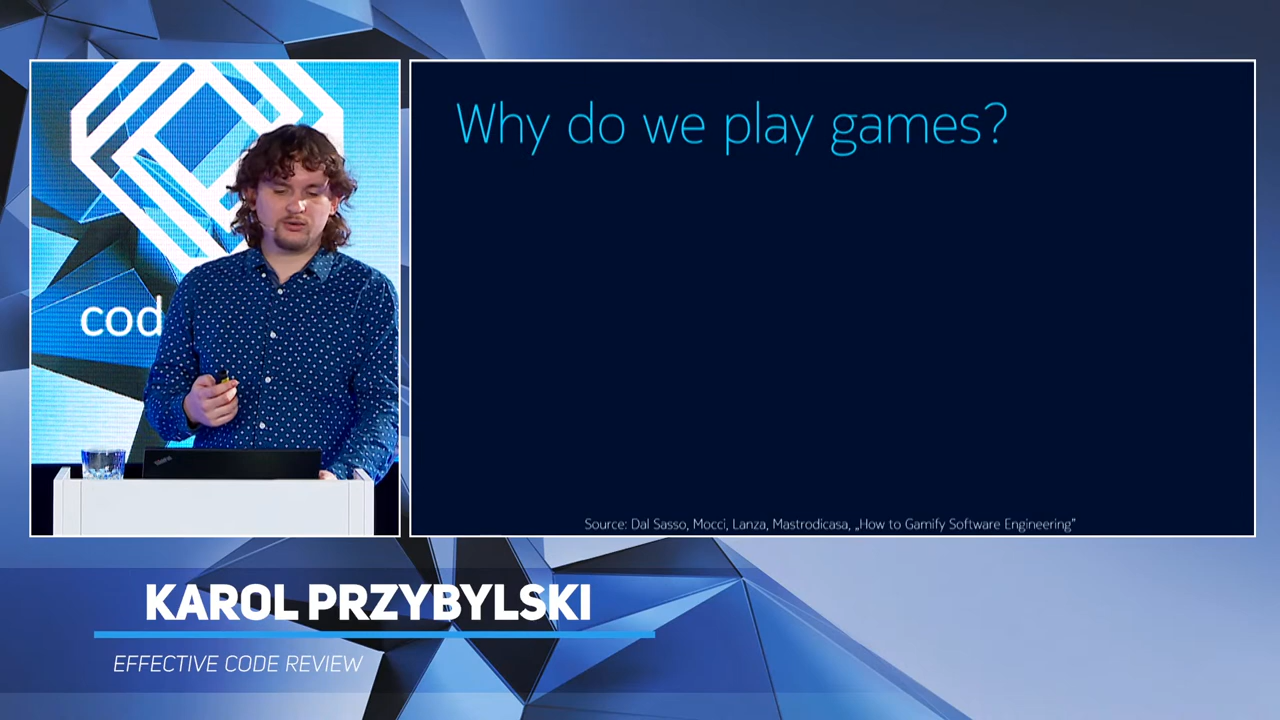 Why do we play games?
cod
Source: Dal Sasso, Mocci, Lanza, Mastrodicasa, „How to Gamify Software Engineering”
KAROL PRZYBYLSKI
EFFECTIVE CODE REVIEW